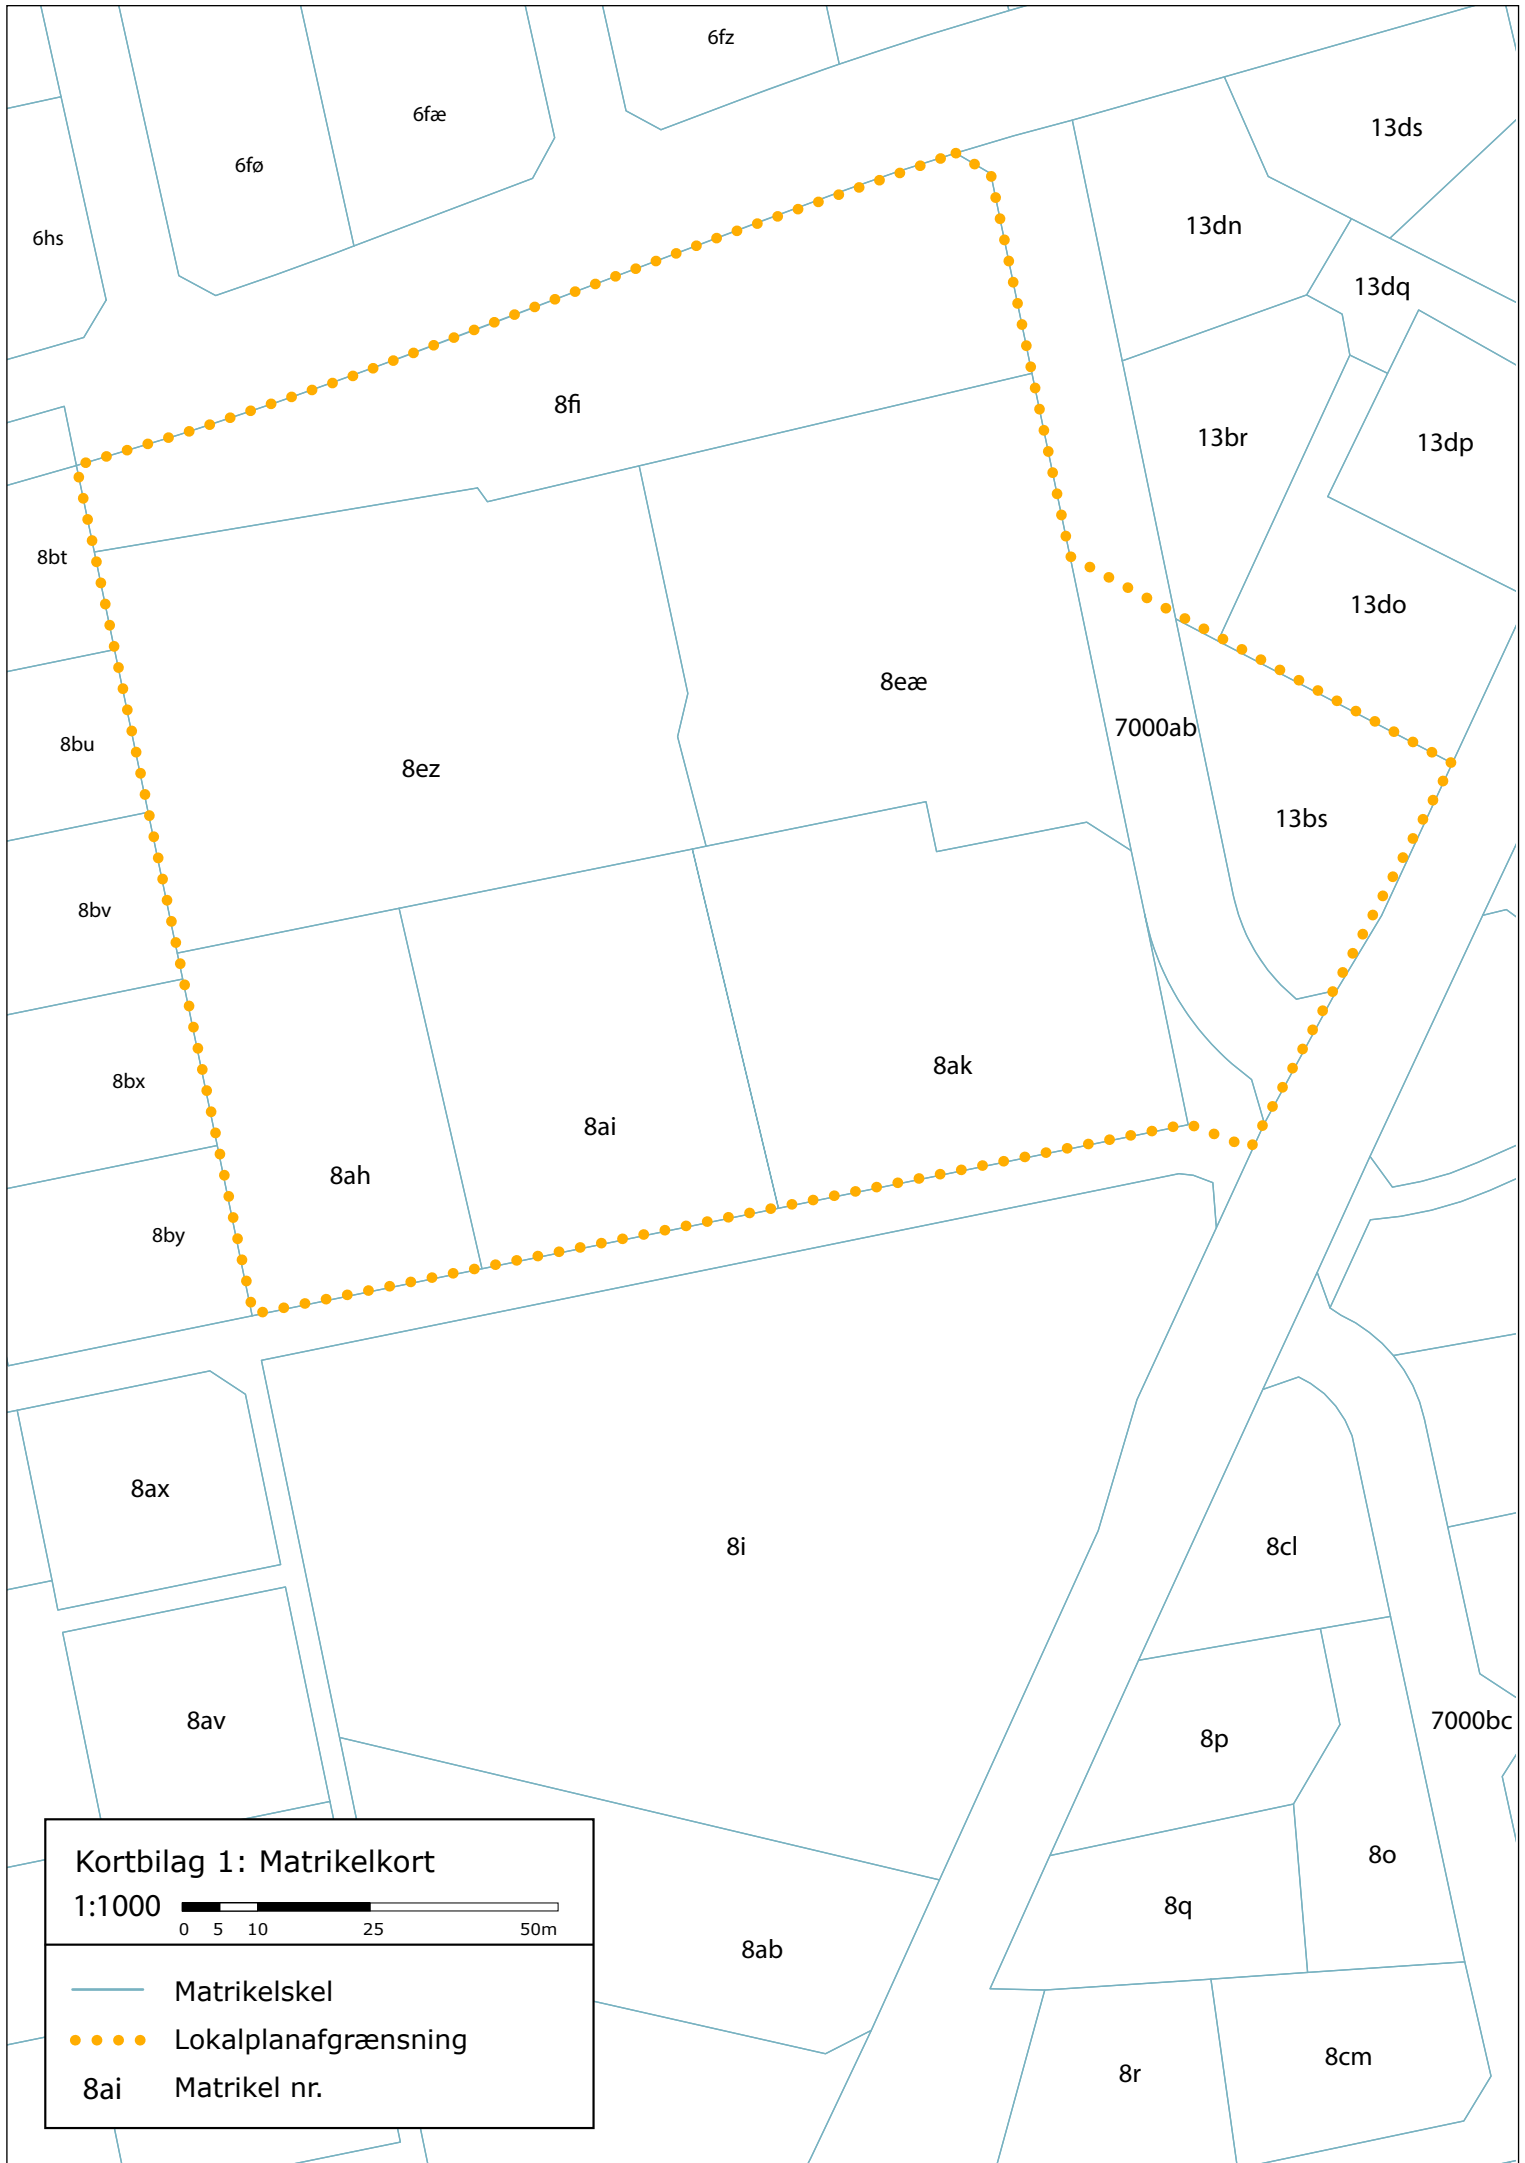 6fz
6fæ
13ds
6fø
13dn
6hs
13dq
8fi
13br
13dp
8bt
13do
8eæ
7000ab
8bu
8ez
13bs
8bv
8ak
8bx
8ai
8ah
8by
8ax
8i
8cl
8av
7000bc
8p
8o
8q
8ab
8cm
8r
Kortbilag 1: Matrikelkort
1:1000
0 5 10 25 50m
Matrikelskel
Lokalplanafgrænsning
8ai Matrikel nr.